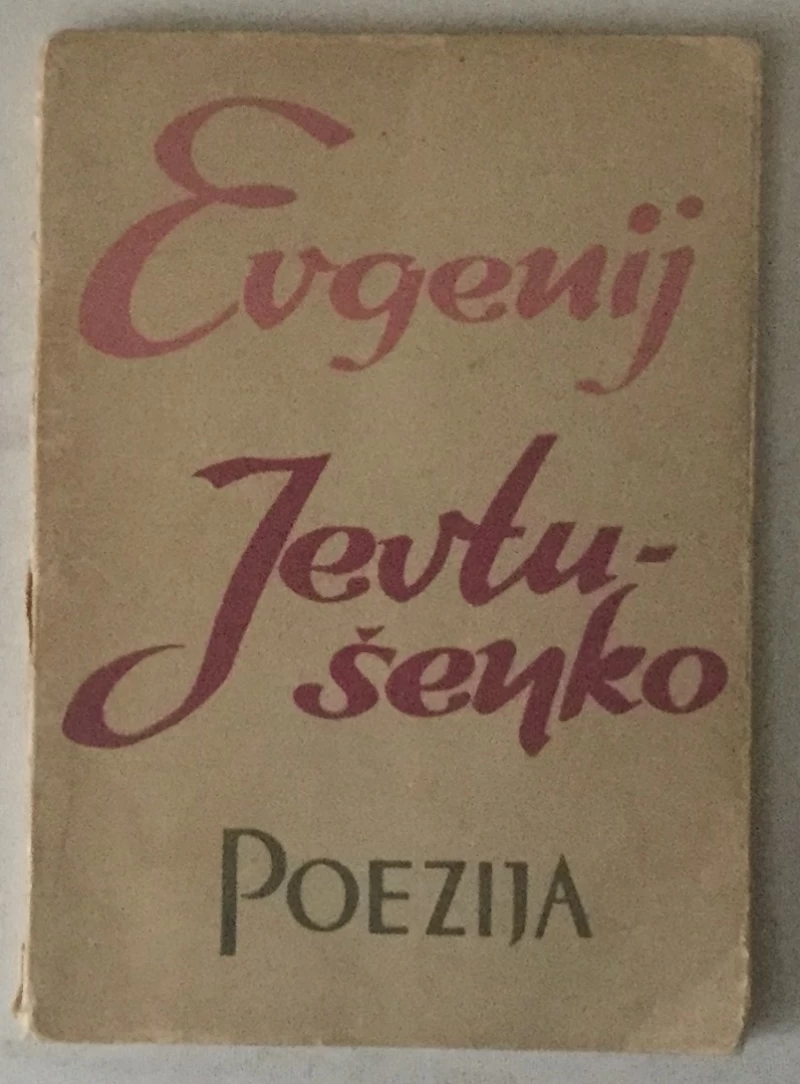 Evgenij
Jevtu-
šenko
POEZIJA